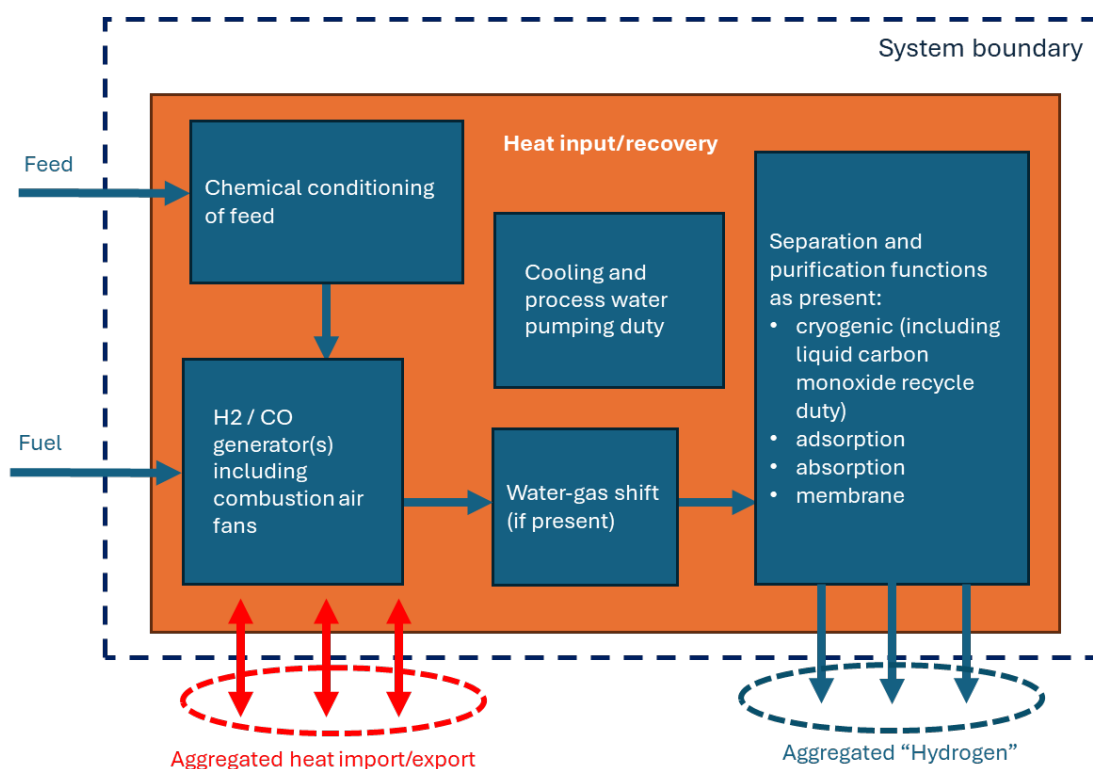 System boundary
Heat input/recovery
Feed
Chemical conditioning
of feed
Cooling and
process water
pumping duty
Separation and
purification functions
as present:
• cryogenic (including
liquid carbon
monoxide recycle
duty)
• adsorption
• absorption
• membrane
Fuel
H2 / CO
generator(s)
including
combustion air
fans
Water-gas shift
(if present)
Aggregated heat import/export
Aggregated “Hydrogen”